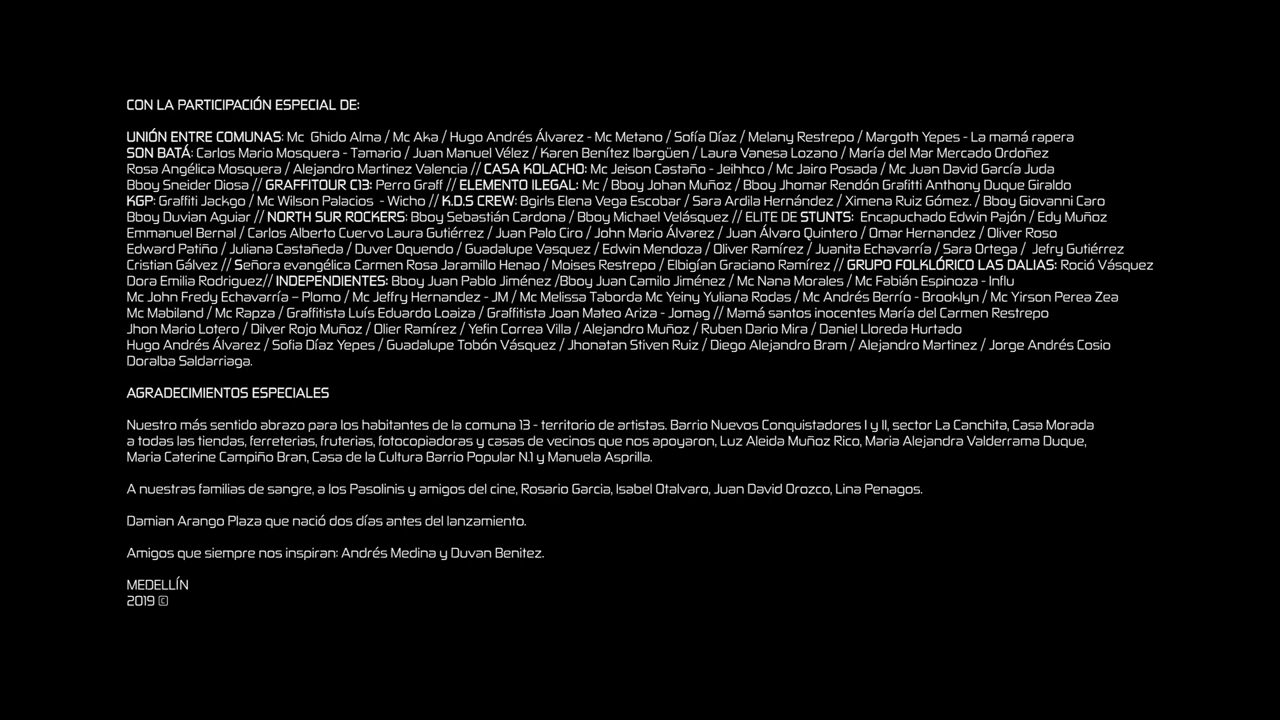 CON LA PARTICIPACIÓN ESPECIAL DE:
UNIÓN ENTRE COMUNAS: Mc Ghido Alma / Mc Aka / Hugo Andrés Álvarez - Mc Metano / Sofía Díaz / Melany Restrepo / Margoth Yepes - La mamá rapera
SON BATÁ: Carlos Mario Mosquera - Tamario / Juan Manuel Vélez / Karen Benítez Ibargüen / Laura Vanesa Lozano / María del Mar Mercado Ordoñez
Rosa Angélica Mosquera / Alejandro Martinez Valencia // CASA KOLACHO: Mc Jeison Castaño - Jeihhco / Mc Jairo Posada / Mc Juan David García Juda
Bboy Sneider Diosa // GRAFFITOUR C13: Perro Graff // ELEMENTO ILEGAL: Mc / Bboy Johan Muñoz / Bboy Jhomar Rendón Grafitti Anthony Duque Giraldo
KGP: Graffiti Jackgo / Mc Wilson Palacios - Wicho // K.D.S CREW: Bgirls Elena Vega Escobar / Sara Ardila Hernández / Ximena Ruiz Gómez. / Bboy Giovanni Caro
Bboy Duvian Aguiar // NORTH SUR ROCKERS: Bboy Sebastián Cardona / Bboy Michael Velásquez // ELITE DE STUNTS: Encapuchado Edwin Pajón / Edy Muñoz
Emmanuel Bernal / Carlos Alberto Cuervo Laura Gutiérrez / Juan Palo Ciro / John Mario Álvarez / Juan Álvaro Quintero / Omar Hernandez / Oliver Roso
Edward Patiño / Juliana Castañeda / Duver Oquendo / Guadalupe Vasquez / Edwin Mendoza / Oliver Ramírez / Juanita Echavarría / Sara Ortega / Jefry Gutiérrez
Cristian Gálvez // Señora evangélica Carmen Rosa Jaramillo Henao / Moises Restrepo / Elbigían Graciano Ramírez // GRUPO FOLKLÓRICO LAS DALIAS: Roció Vásquez
Dora Emilia Rodriguez// INDEPENDIENTES: Bboy Juan Pablo Jiménez /Bboy Juan Camilo Jiménez / Mc Nana Morales / Mc Fabián Espinoza - Influ
Mc John Fredy Echavarría – Plomo / Mc Jeffry Hernandez - JM / Mc Melissa Taborda Mc Yeiny Yuliana Rodas / Mc Andrés Berrío - Brooklyn / Mc Yirson Perea Zea
Mc Mabiland / Mc Rapza / Graffitista Luís Eduardo Loaiza / Graffitista Joan Mateo Ariza - Jomag // Mamá santos inocentes María del Carmen Restrepo
Jhon Mario Lotero / Dilver Rojo Muñoz / Olier Ramírez / Yefin Correa Villa / Alejandro Muñoz / Ruben Dario Mira / Daniel Lloreda Hurtado
Hugo Andrés Álvarez / Sofia Díaz Yepes / Guadalupe Tobón Vásquez / Jhonatan Stiven Ruiz / Diego Alejandro Bram / Alejandro Martinez / Jorge Andrés Cosio
Doralba Saldarriaga.
AGRADECIMIENTOS ESPECIALES
Nuestro más sentido abrazo para los habitantes de la comuna 13 - territorio de artistas. Barrio Nuevos Conquistadores I y II, sector La Canchita, Casa Morada
a todas las tiendas, ferreterias, fruterias, fotocopiadoras y casas de vecinos que nos apoyaron, Luz Aleida Muñoz Rico, Maria Alejandra Valderrama Duque,
Maria Caterine Campiño Bran, Casa de la Cultura Barrio Popular N.1 y Manuela Asprilla.
A nuestras familias de sangre, a los Pasolinis y amigos del cine, Rosario Garcia, Isabel Otalvaro, Juan David Orozco, Lina Penagos.
Damian Arango Plaza que nació dos días antes del lanzamiento.
Amigos que siempre nos inspiran: Andrés Medina y Duvan Benitez.
MEDELLÍN
2019 ©